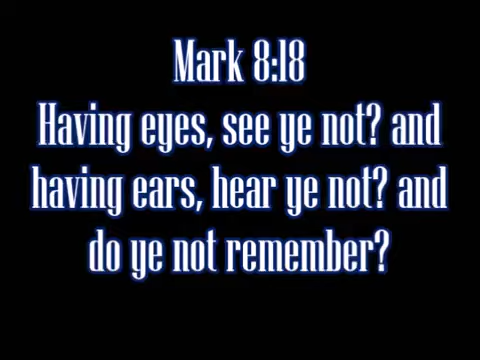 Mark 8:18
Having eyes, see ye not? and
having ears, hear ye not? and
do ye not remember?